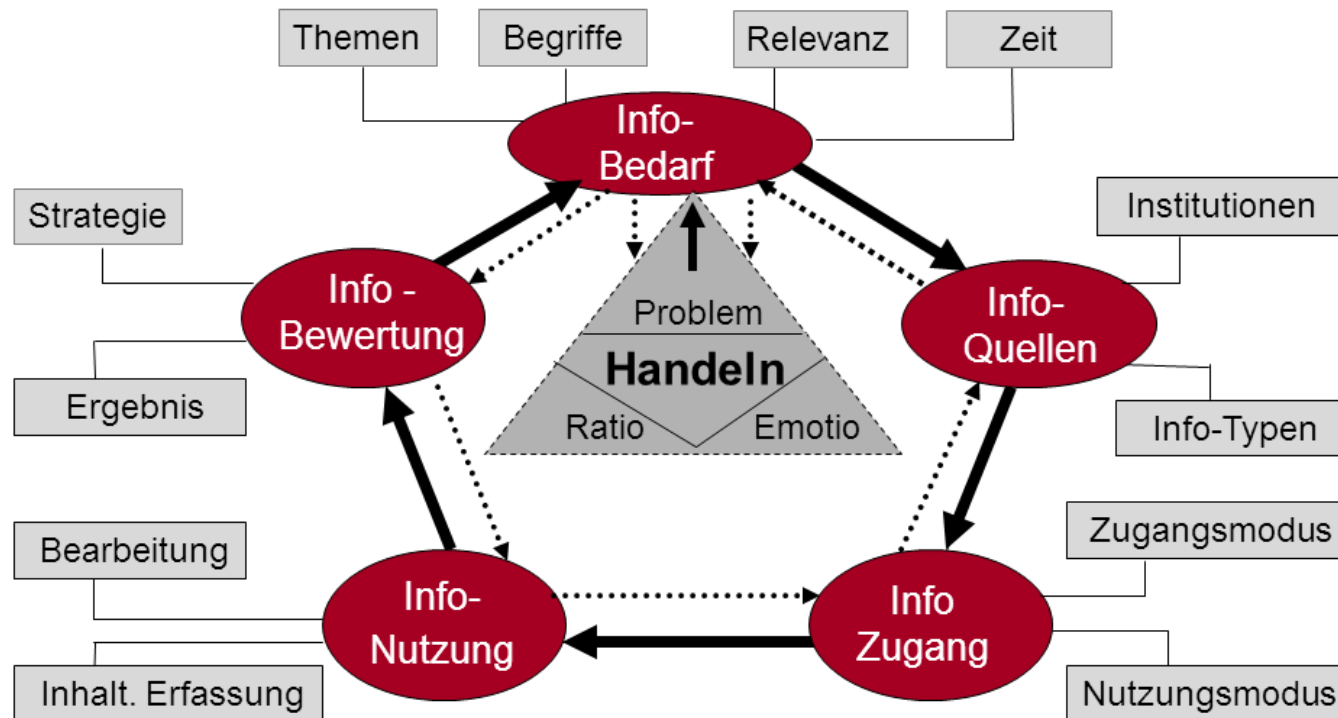 Themen
Begriffe
Relevanz
Zeit
Info-
Bedarf
Strategie
Institutionen
Info -
Bewertung
Problem
Info-
Quellen
Handeln
Ergebnis
Ratio
Emotio
Info-Typen
Bearbeitung
Zugangsmodus
Info-
Nutzung
Info
Zugang
Inhalt. Erfassung
Nutzungsmodus